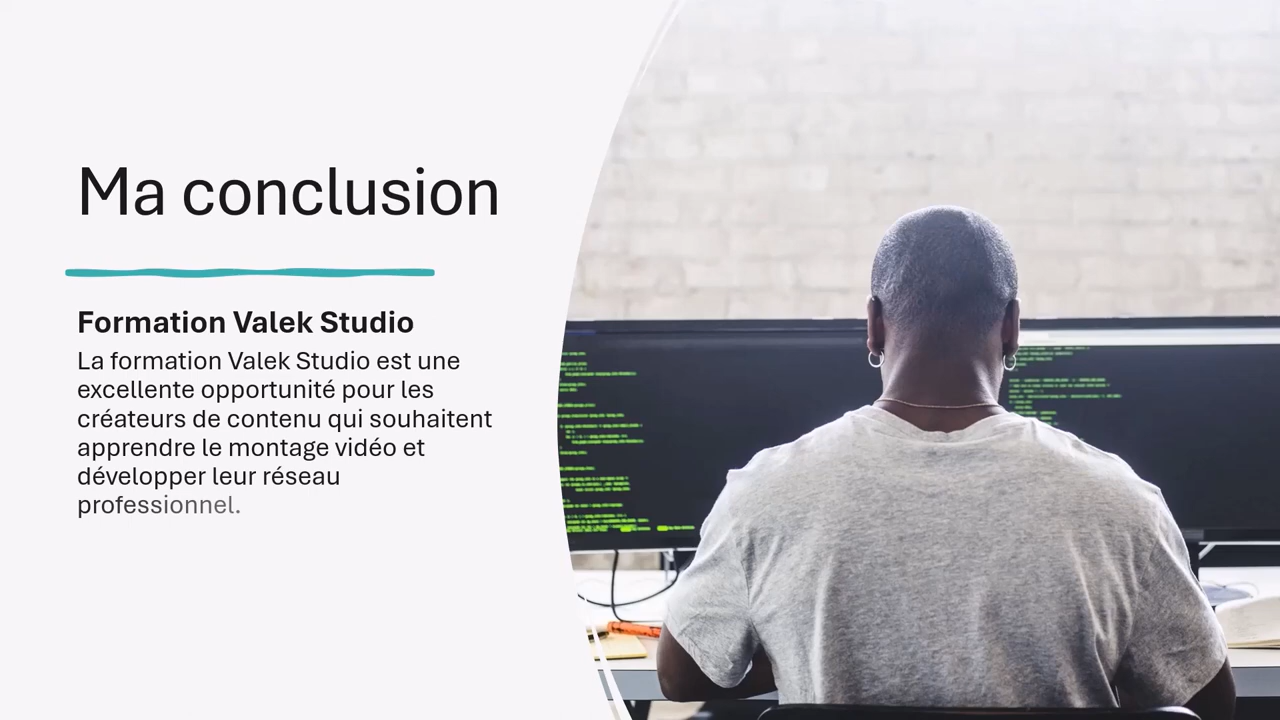 Ma conclusion
Formation Valek Studio
La formation Valek Studio est une
excellente opportunité pour les
créateurs de contenu qui souhaitent
apprendre le montage vidéo et
développer leur réseau
professionnel.